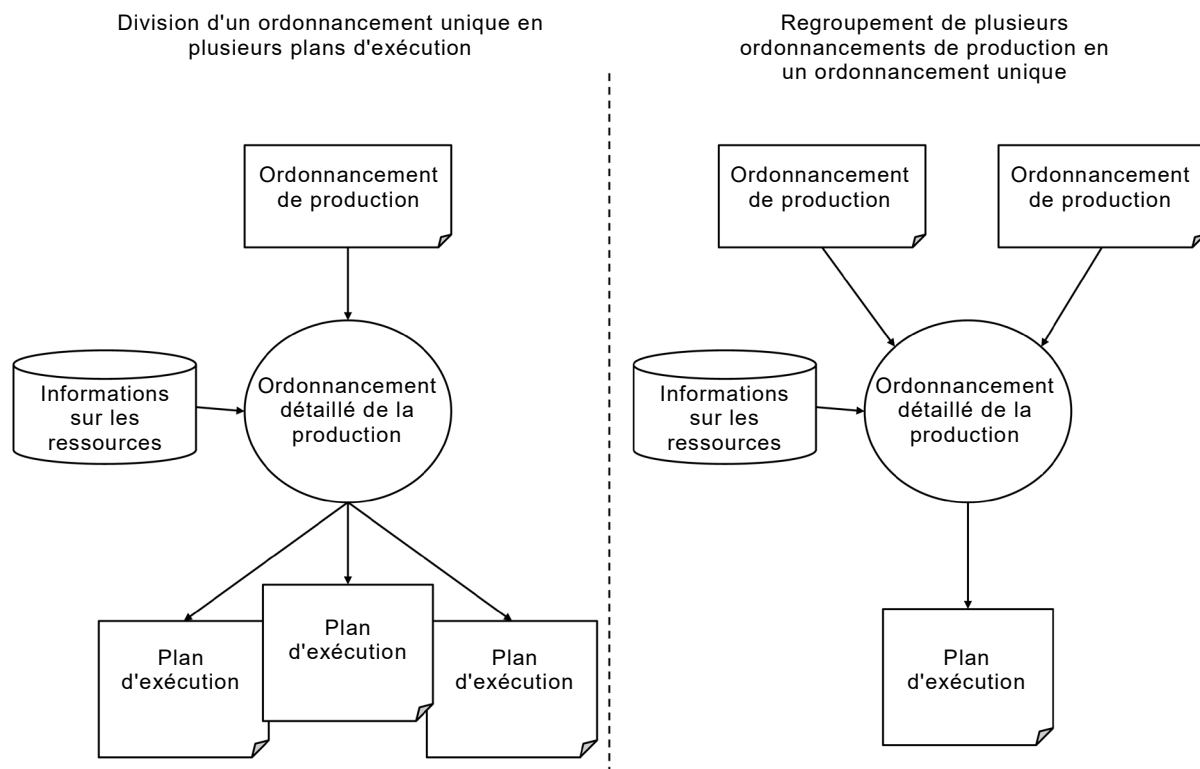 Division d'un ordonnancement unique en
plusieurs plans d'exécution
Ordonnancement
de production
Informations
sur les
ressources
Ordonnancement
détaillé de la
production
Plan
d'exécution
Plan
d'exécution
Plan
d'exécution
Regroupement de plusieurs
ordonnancements de production en
un ordonnancement unique
Ordonnancement
de production
Ordonnancement
de production
Informations
sur les
ressources
Ordonnancement
détaillé de la
production
Plan
d'exécution